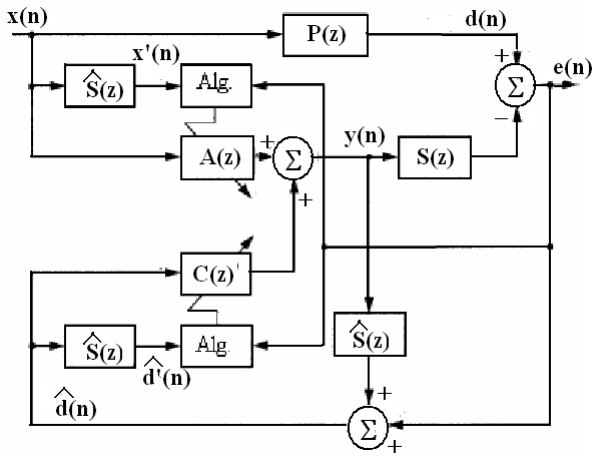 x(n)
d(n)
P(z)
x'(n)
e(n)
+
Ŝ(z)
Alg.
Σ
−
y(n)
A(z)
+
Σ
S(z)
+
C(z)'
Ŝ(z)
Alg.
Ŝ(z)
d̂'(n)
+
d̂(n)
Σ
+